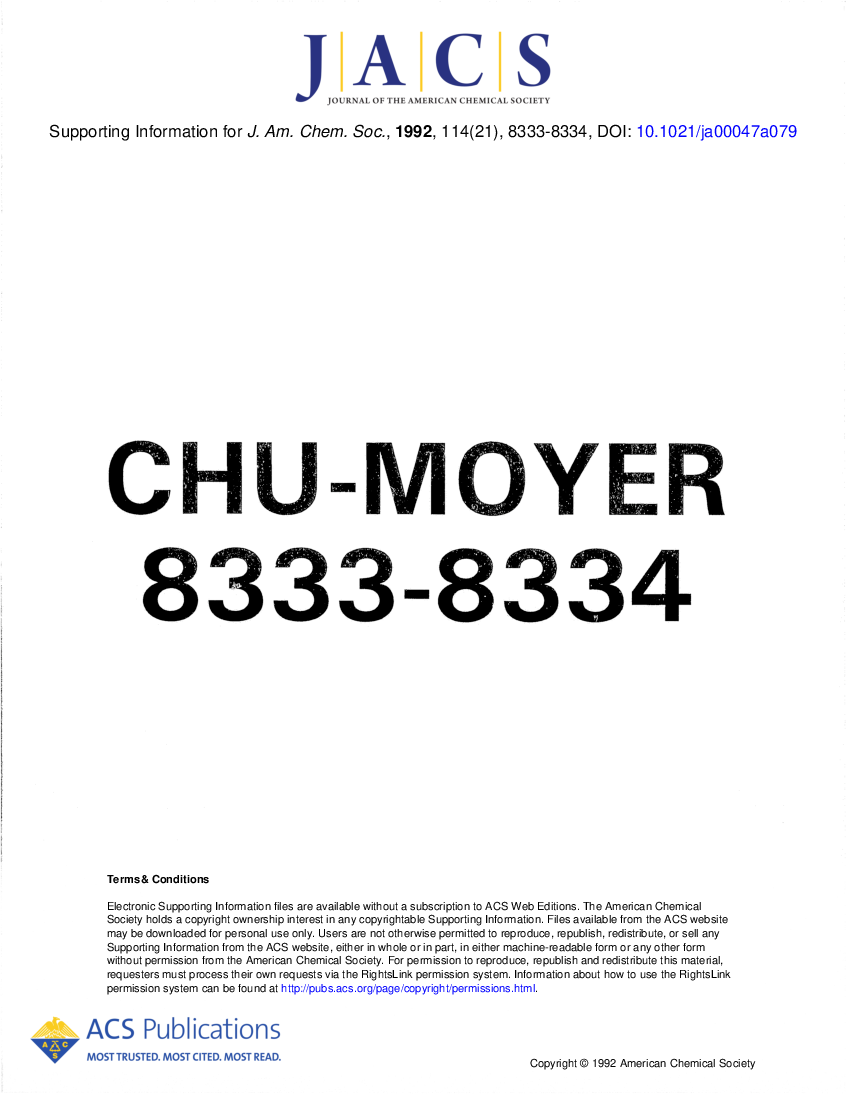 JACS
JOURNAL OF THE AMERICAN CHEMICAL SOCIETY
Supporting Information for J. Am. Chem. Soc., 1992, 114(21), 8333-8334, DOI: 10.1021/ja00047a079
CHU-MOYER
8333-8334
Terms & Conditions
Electronic Supporting Information files are available without a subscription to ACS Web Editions. The American Chemical
Society holds a copyright ownership interest in any copyrightable Supporting Information. Files available from the ACS website
may be downloaded for personal use only. Users are not otherwise permitted to reproduce, republish, redistribute, or sell any
Supporting Information from the ACS website, either in whole or in part, in either machine-readable form or any other form
without permission from the American Chemical Society. For permission to reproduce, republish and redistribute this material,
requesters must process their own requests via the RightsLink permission system. Information about how to use the RightsLink
permission system can be found at http://pubs.acs.org/page/copyright/permissions.html.
ACS
ACS Publications
MOST TRUSTED. MOST CITED. MOST READ.
Copyright © 1992 American Chemical Society